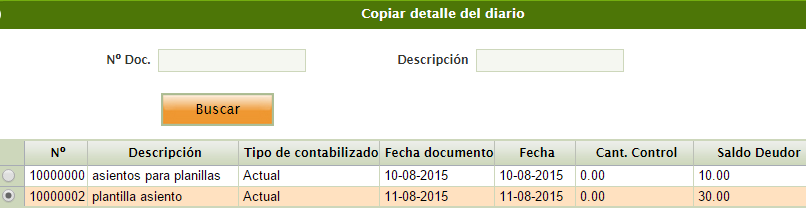 Copiar detalle del diario
Nº Doc. Descripción
Buscar
Nº Descripción Tipo de contabilizado Fecha documento Fecha Cant. Control Saldo Deudor
10000000 asientos para planillas Actual 10-08-2015 10-08-2015 0.00 10.00
10000002 plantilla asiento Actual 11-08-2015 11-08-2015 0.00 30.00